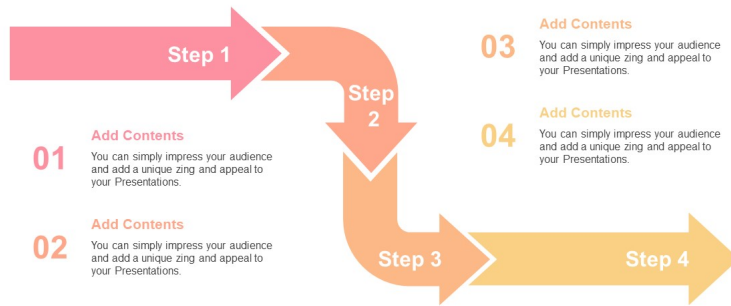 Step 1
Step
2
Step 3
Step 4
01
Add Contents
You can simply impress your audience
and add a unique zing and appeal to
your Presentations.
02
Add Contents
You can simply impress your audience
and add a unique zing and appeal to
your Presentations.
03
Add Contents
You can simply impress your audience
and add a unique zing and appeal to
your Presentations.
04
Add Contents
You can simply impress your audience
and add a unique zing and appeal to
your Presentations.